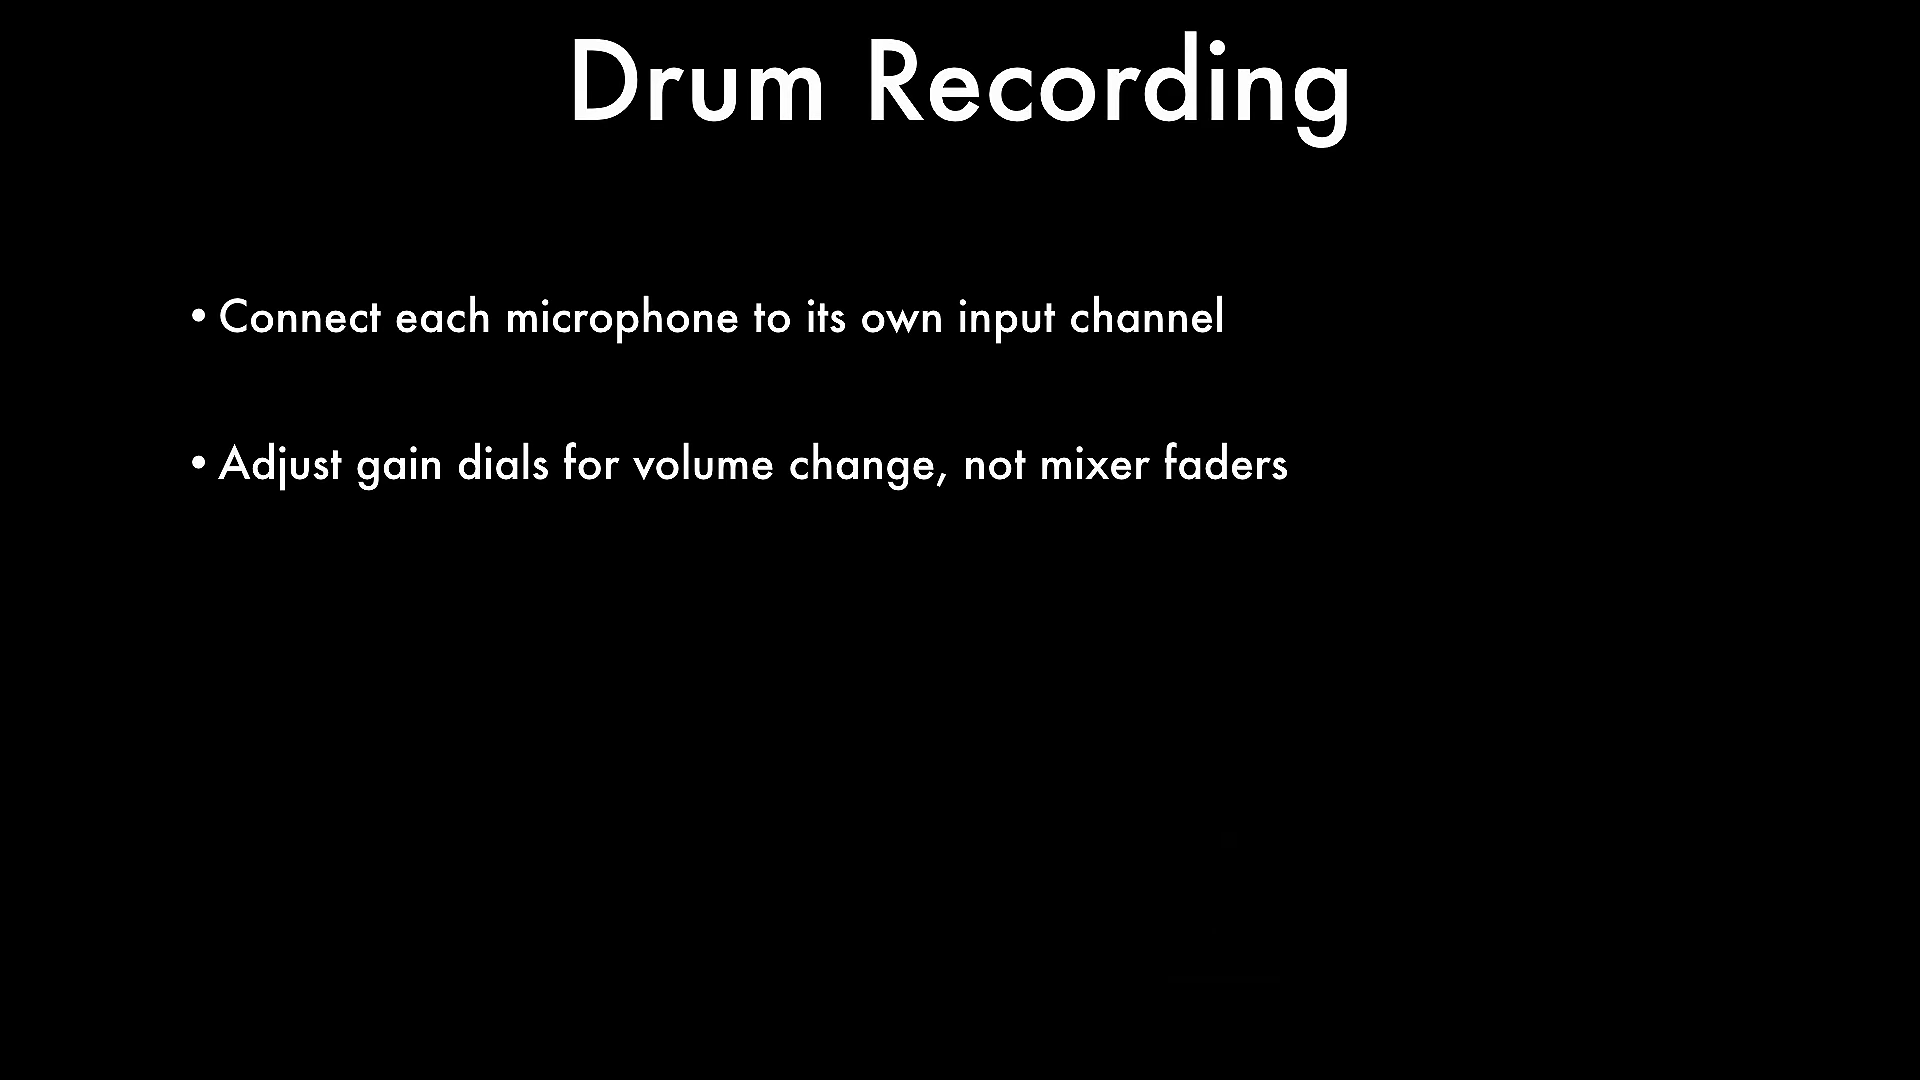 Drum Recording
• Connect each microphone to its own input channel
• Adjust gain dials for volume change, not mixer faders